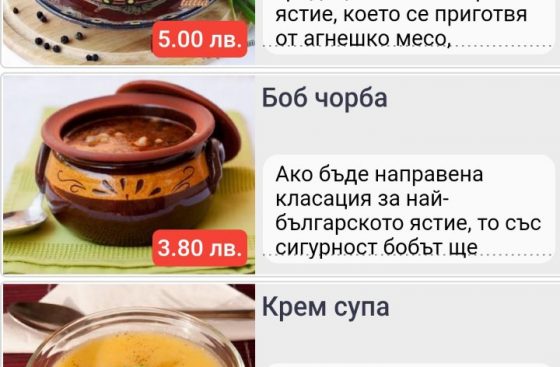 ястие, което се приготвя
от агнешко месо,
5.00 лв.
Боб чорба
Ако бъде направена
класация за най-
българското ястие, то със
сигурност бобът ще
3.80 лв.
Крем супа